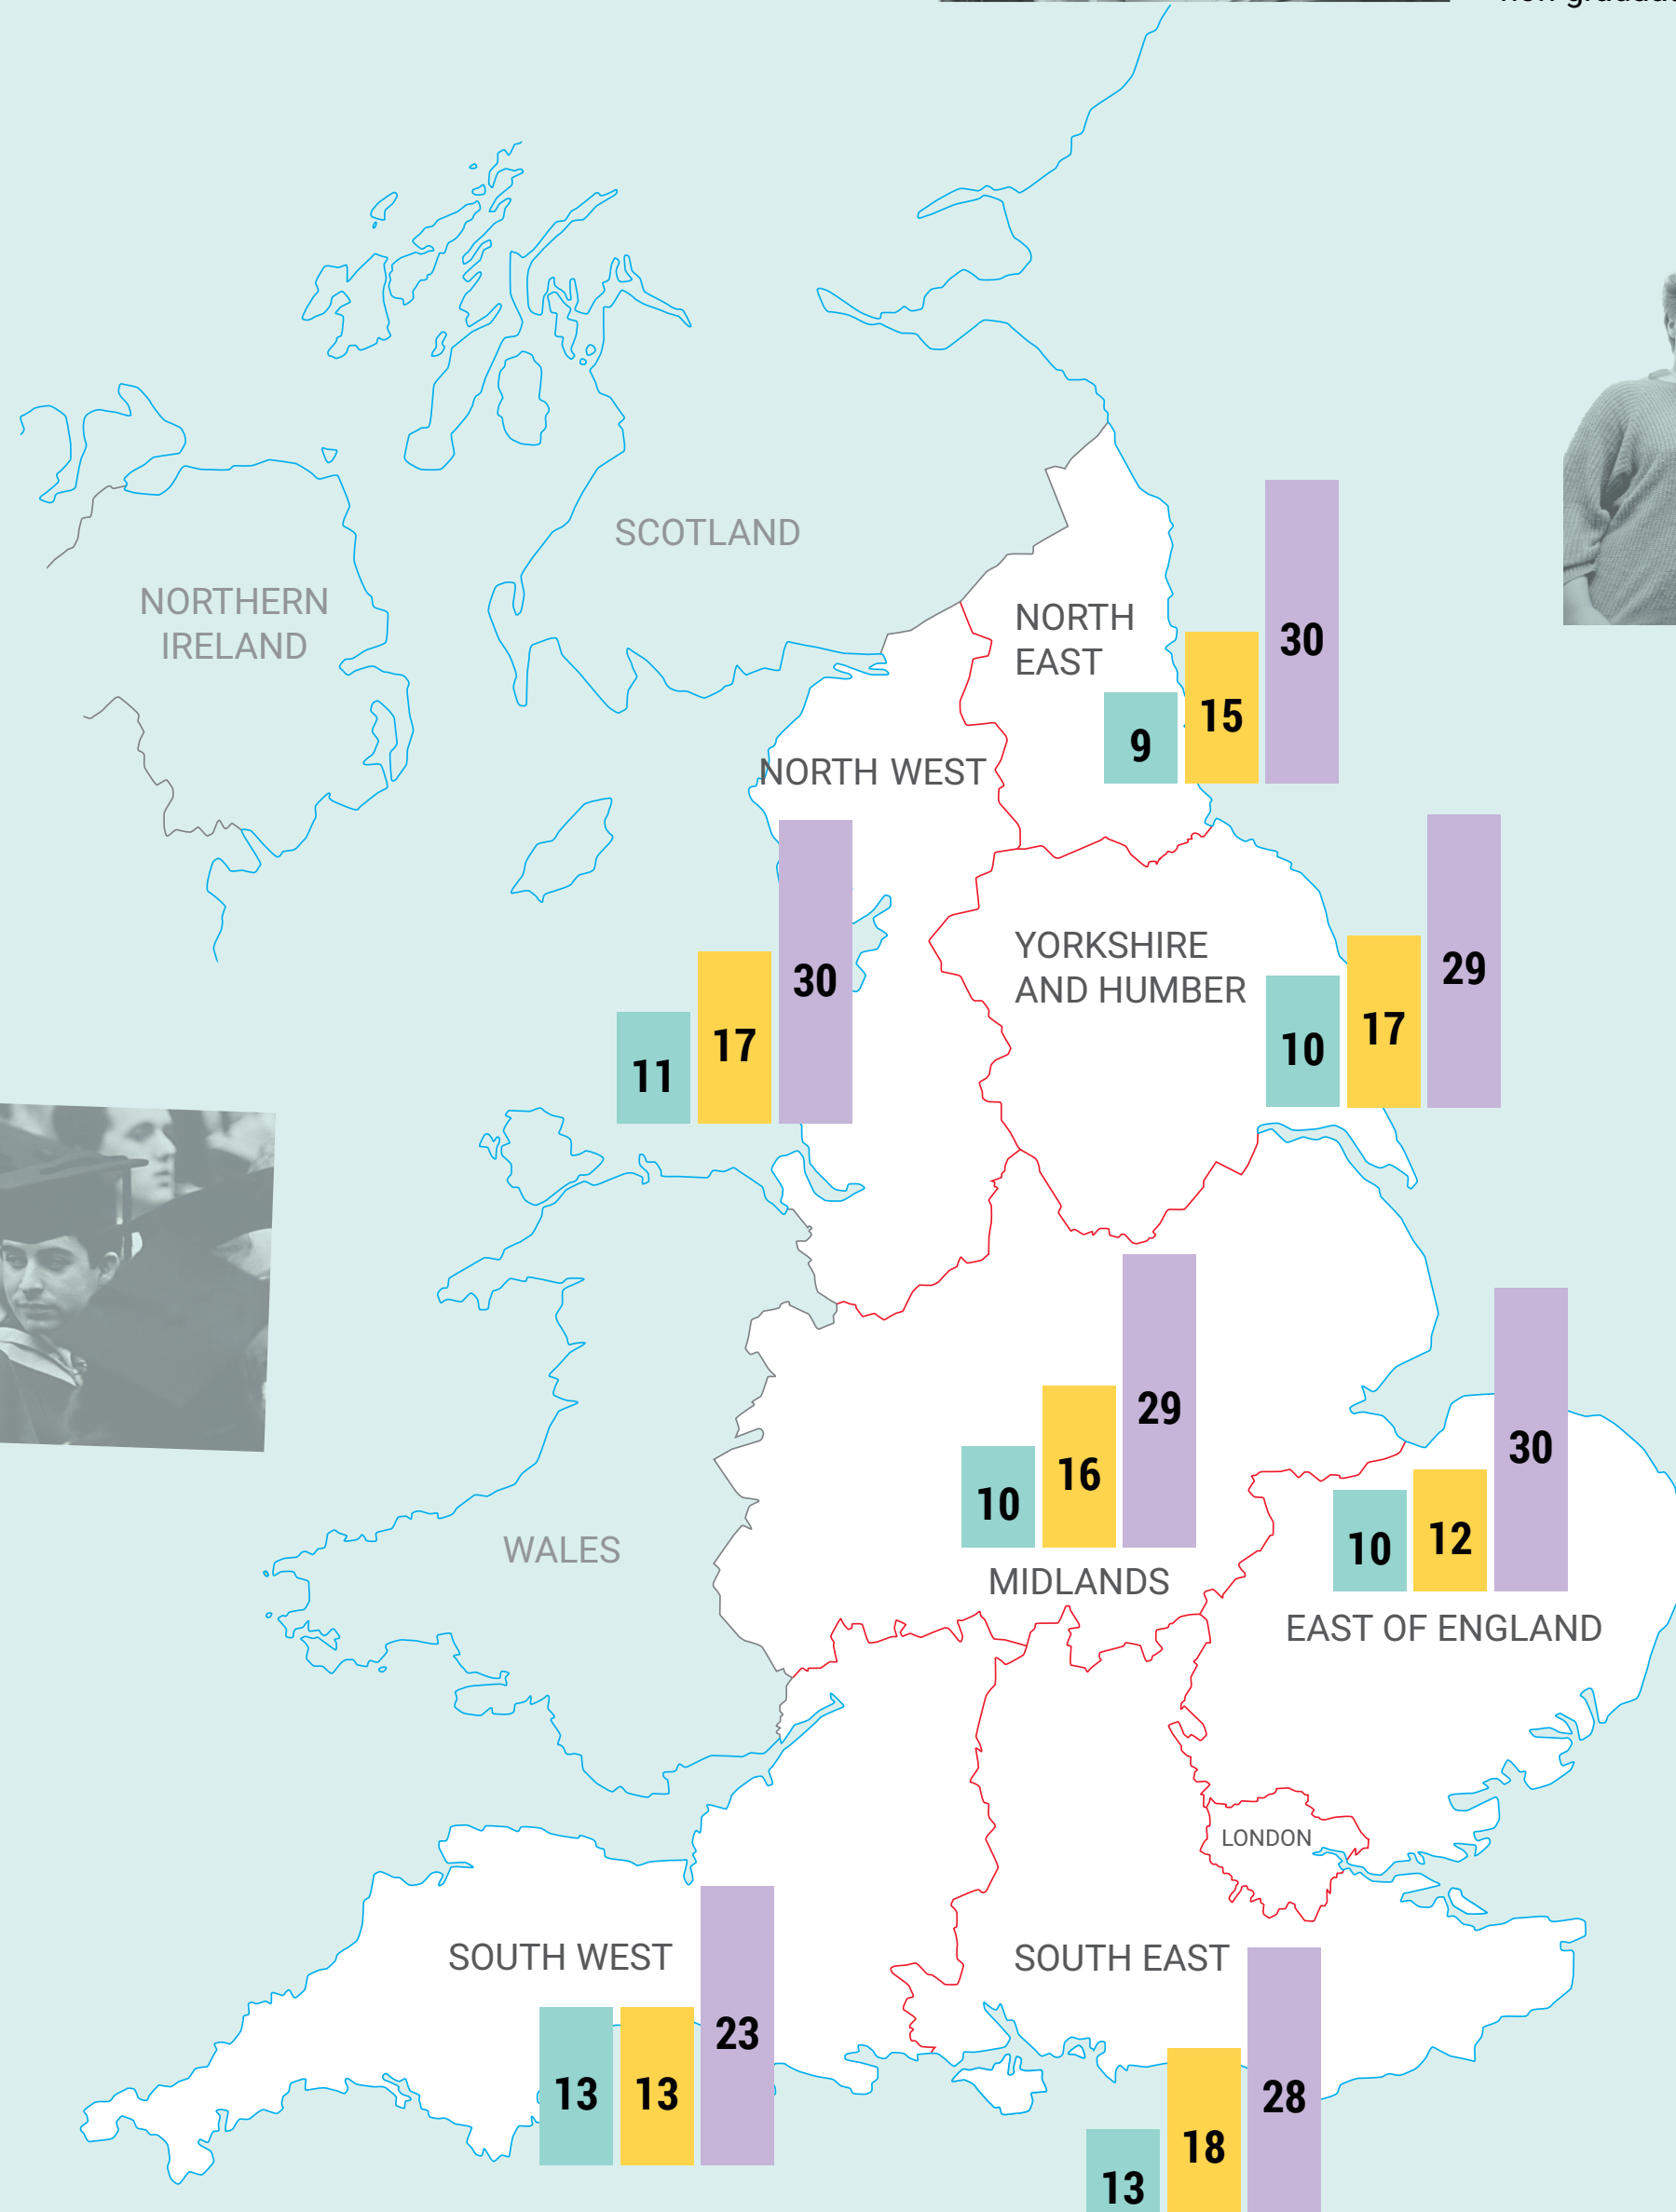 SCOTLAND
NORTHERN
IRELAND
NORTH
EAST
9
15
30
NORTH WEST
11
17
30
YORKSHIRE
AND HUMBER
10
17
29
10
16
29
MIDLANDS
10
12
30
EAST OF ENGLAND
WALES
LONDON
SOUTH WEST
13
13
23
SOUTH EAST
13
18
28